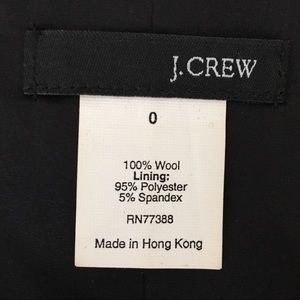 J.CREW
0
100% Wool
Lining:
95% Polyester
5% Spandex
RN77388
Made in Hong Kong